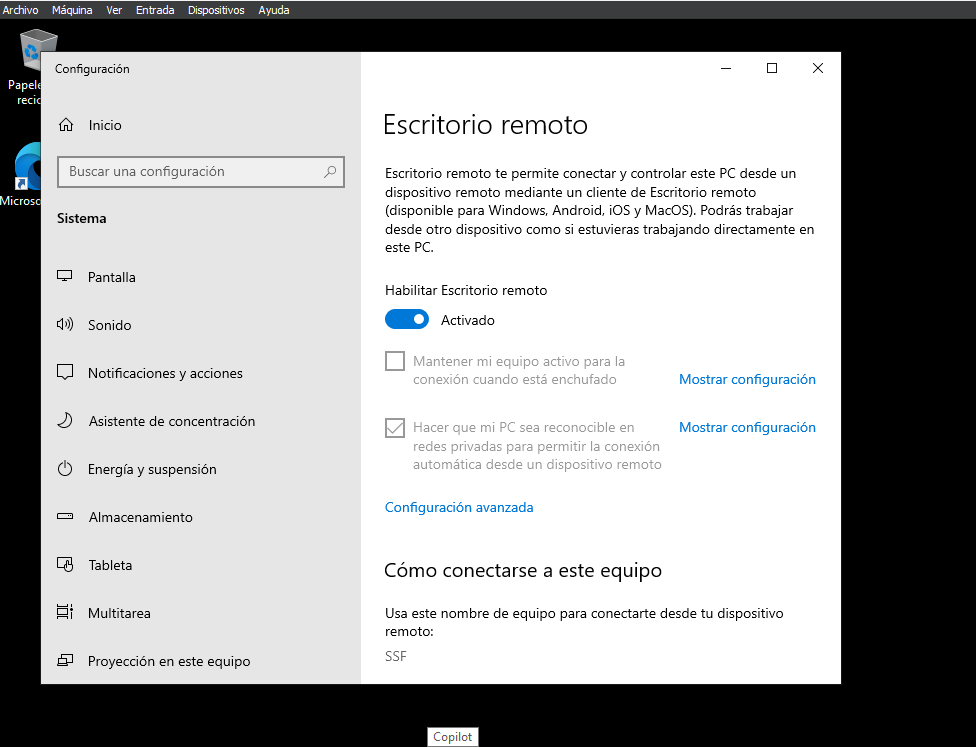 Archivo Máquina Ver Entrada Dispositivos Ayuda
Configuración
Inicio
Buscar una configuración
Sistema
Pantalla
Sonido
Notificaciones y acciones
Asistente de concentración
Energía y suspensión
Almacenamiento
Tableta
Multitarea
Proyección en este equipo
Escritorio remoto
Escritorio remoto te permite conectar y controlar este PC desde un
dispositivo remoto mediante un cliente de Escritorio remoto
(disponible para Windows, Android, iOS y MacOS). Podrás trabajar
desde otro dispositivo como si estuvieras trabajando directamente en
este PC.
Habilitar Escritorio remoto
Activado
Mantener mi equipo activo para la
conexión cuando está enchufado
Mostrar configuración
Hacer que mi PC sea reconocible en
redes privadas para permitir la conexión
automática desde un dispositivo remoto
Mostrar configuración
Configuración avanzada
Cómo conectarse a este equipo
Usa este nombre de equipo para conectarte desde tu dispositivo
remoto:
SSF
Copilot